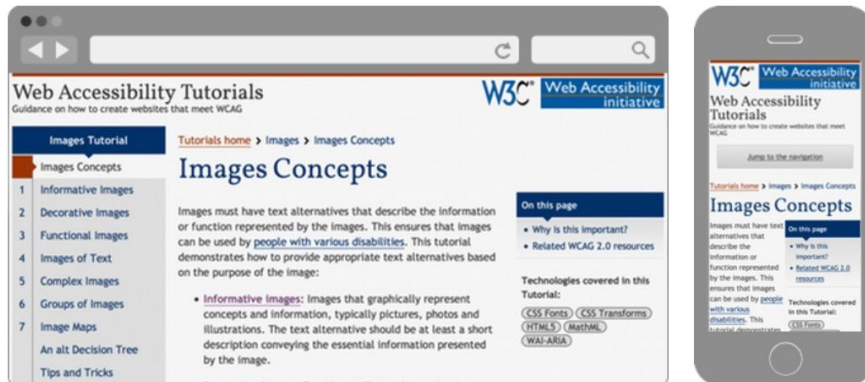 Web Accessibility Tutorials
Guidance on how to create websites that meet WCAG
W3C® Web Accessibility
initiative
Images Tutorial
Images Concepts
1 Informative Images
2 Decorative Images
3 Functional Images
4 Images of Text
5 Complex Images
6 Groups of Images
7 Image Maps
An alt Decision Tree
Tips and Tricks
Tutorials home > Images > Images Concepts
Images Concepts
Images must have text alternatives that describe the information
or function represented by the images. This ensures that images
can be used by people with various disabilities. This tutorial
demonstrates how to provide appropriate text alternatives based
on the purpose of the image:
• Informative images: Images that graphically represent
concepts and information, typically pictures, photos and
illustrations. The text alternative should be at least a short
description conveying the essential information presented
by the image.
On this page
• Why is this important?
• Related WCAG 2.0 resources
Technologies covered in this
Tutorial:
CSS Fonts CSS Transforms
HTML5 MathML
WAI-ARIA
W3C® Web Accessibility
initiative
Web Accessibility
Tutorials
Guidance on how to create websites that meet
WCAG
Jump to the navigation
Tutorials home > Images > Images Concepts
Images Concepts
Images must have text
alternatives that
describe the
information or
function represented
by the images. This
ensures that images
can be used by people
with various
disabilities. This
tutorial demonstrates
On this page
• Why is this
important?
• Related WCAG 2.0
resources
Technologies covered
in this Tutorial:
CSS Fonts